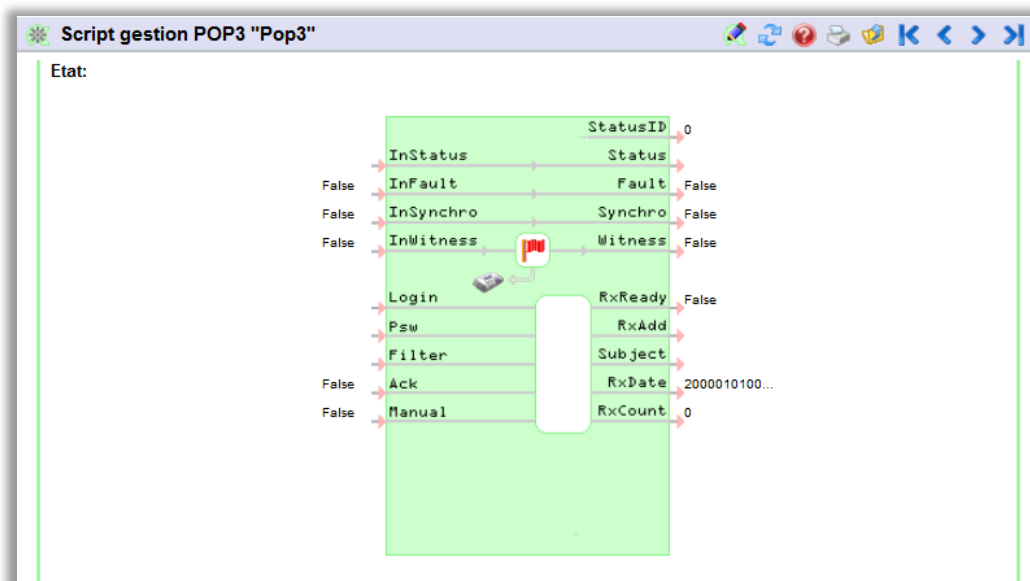 Script gestion POP3 "Pop3"
Etat:
StatusID 0
InStatus Status
False InFault Fault False
False InSynchro Synchro False
False InWitness Witness False
Login RxReady False
Psw RxAdd
Filter Subject
False Ack RxDate 2000010100...
False Manual RxCount 0